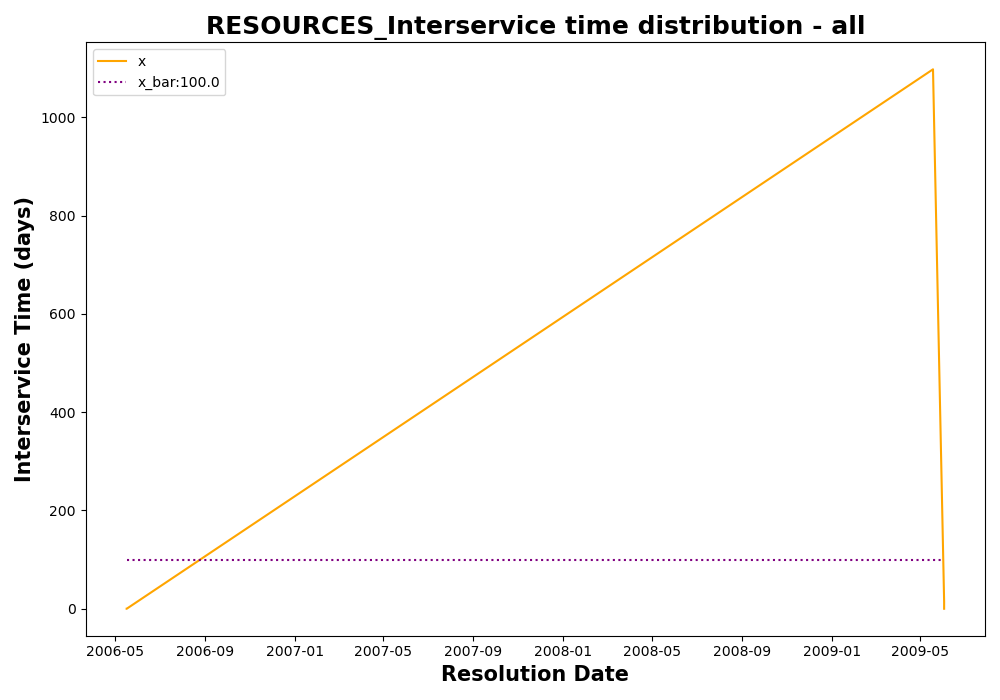 RESOURCES_Interservice time distribution - all
x
x_bar:100.0
Interservice Time (days)
1000
800
600
400
200
0
2006-05 2006-09 2007-01 2007-05 2007-09 2008-01 2008-05 2008-09 2009-01 2009-05
Resolution Date